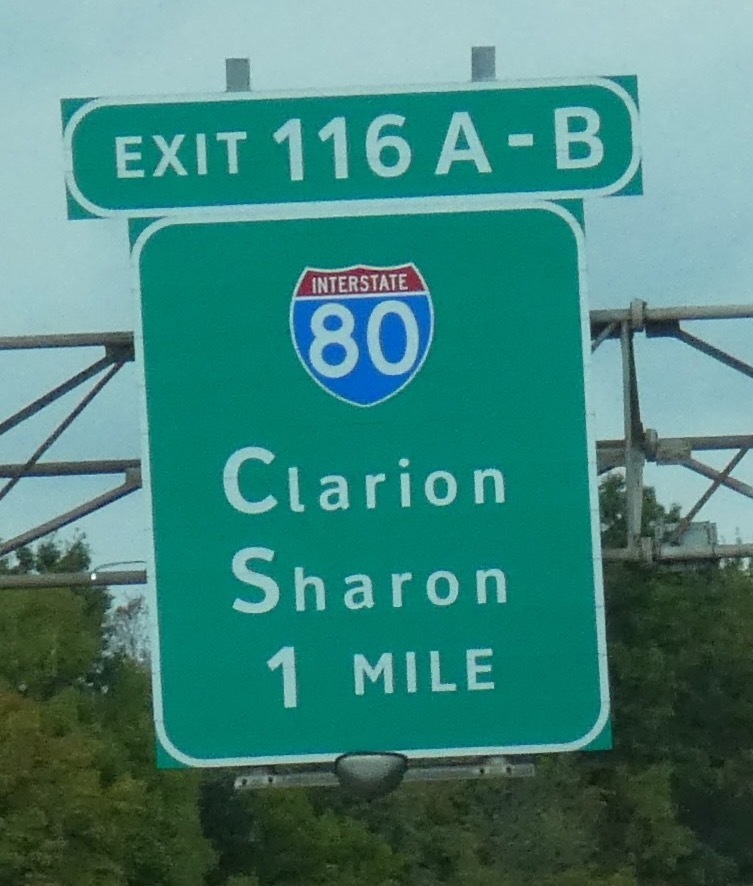 EXIT 116 A-B
INTERSTATE
80
Clarion
Sharon
1 MILE